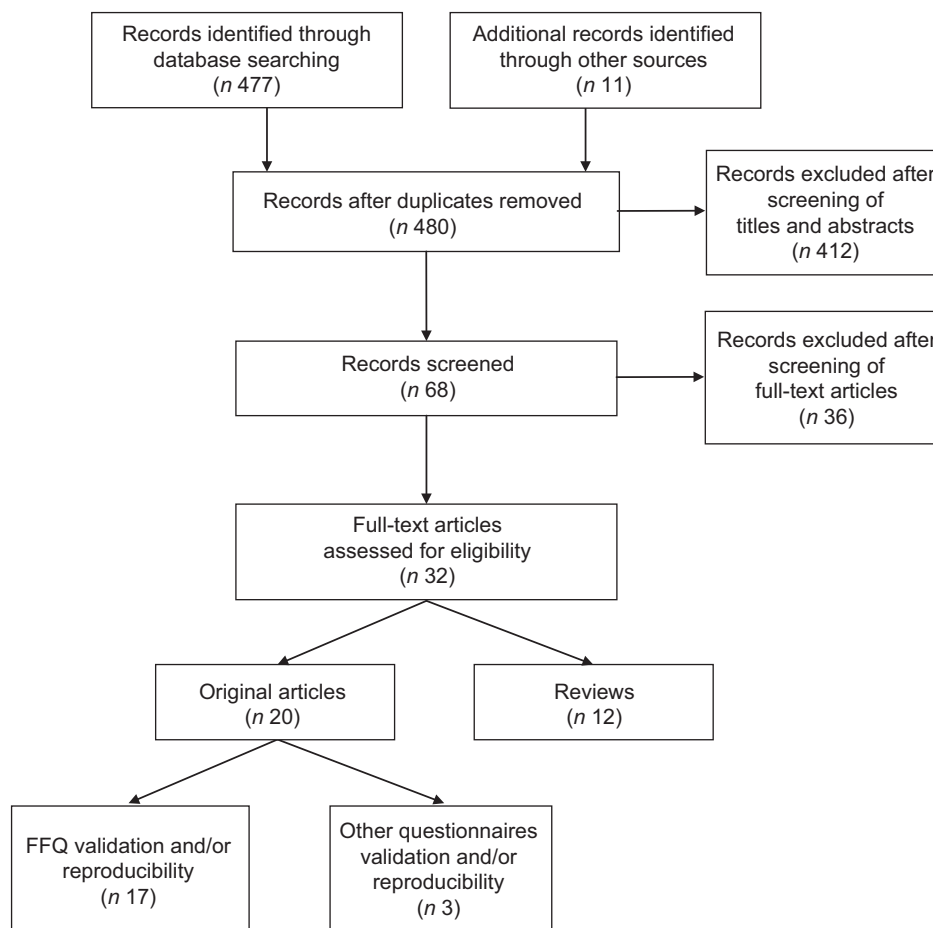 Records identified through
database searching
(n 477)
Additional records identified
through other sources
(n 11)
Records after duplicates removed
(n 480)
Records excluded after
screening of
titles and abstracts
(n 412)
Records screened
(n 68)
Records excluded after
screening of
full-text articles
(n 36)
Full-text articles
assessed for eligibility
(n 32)
Original articles
(n 20)
Reviews
(n 12)
FFQ validation and/or
reproducibility
(n 17)
Other questionnaires
validation and/or
reproducibility
(n 3)